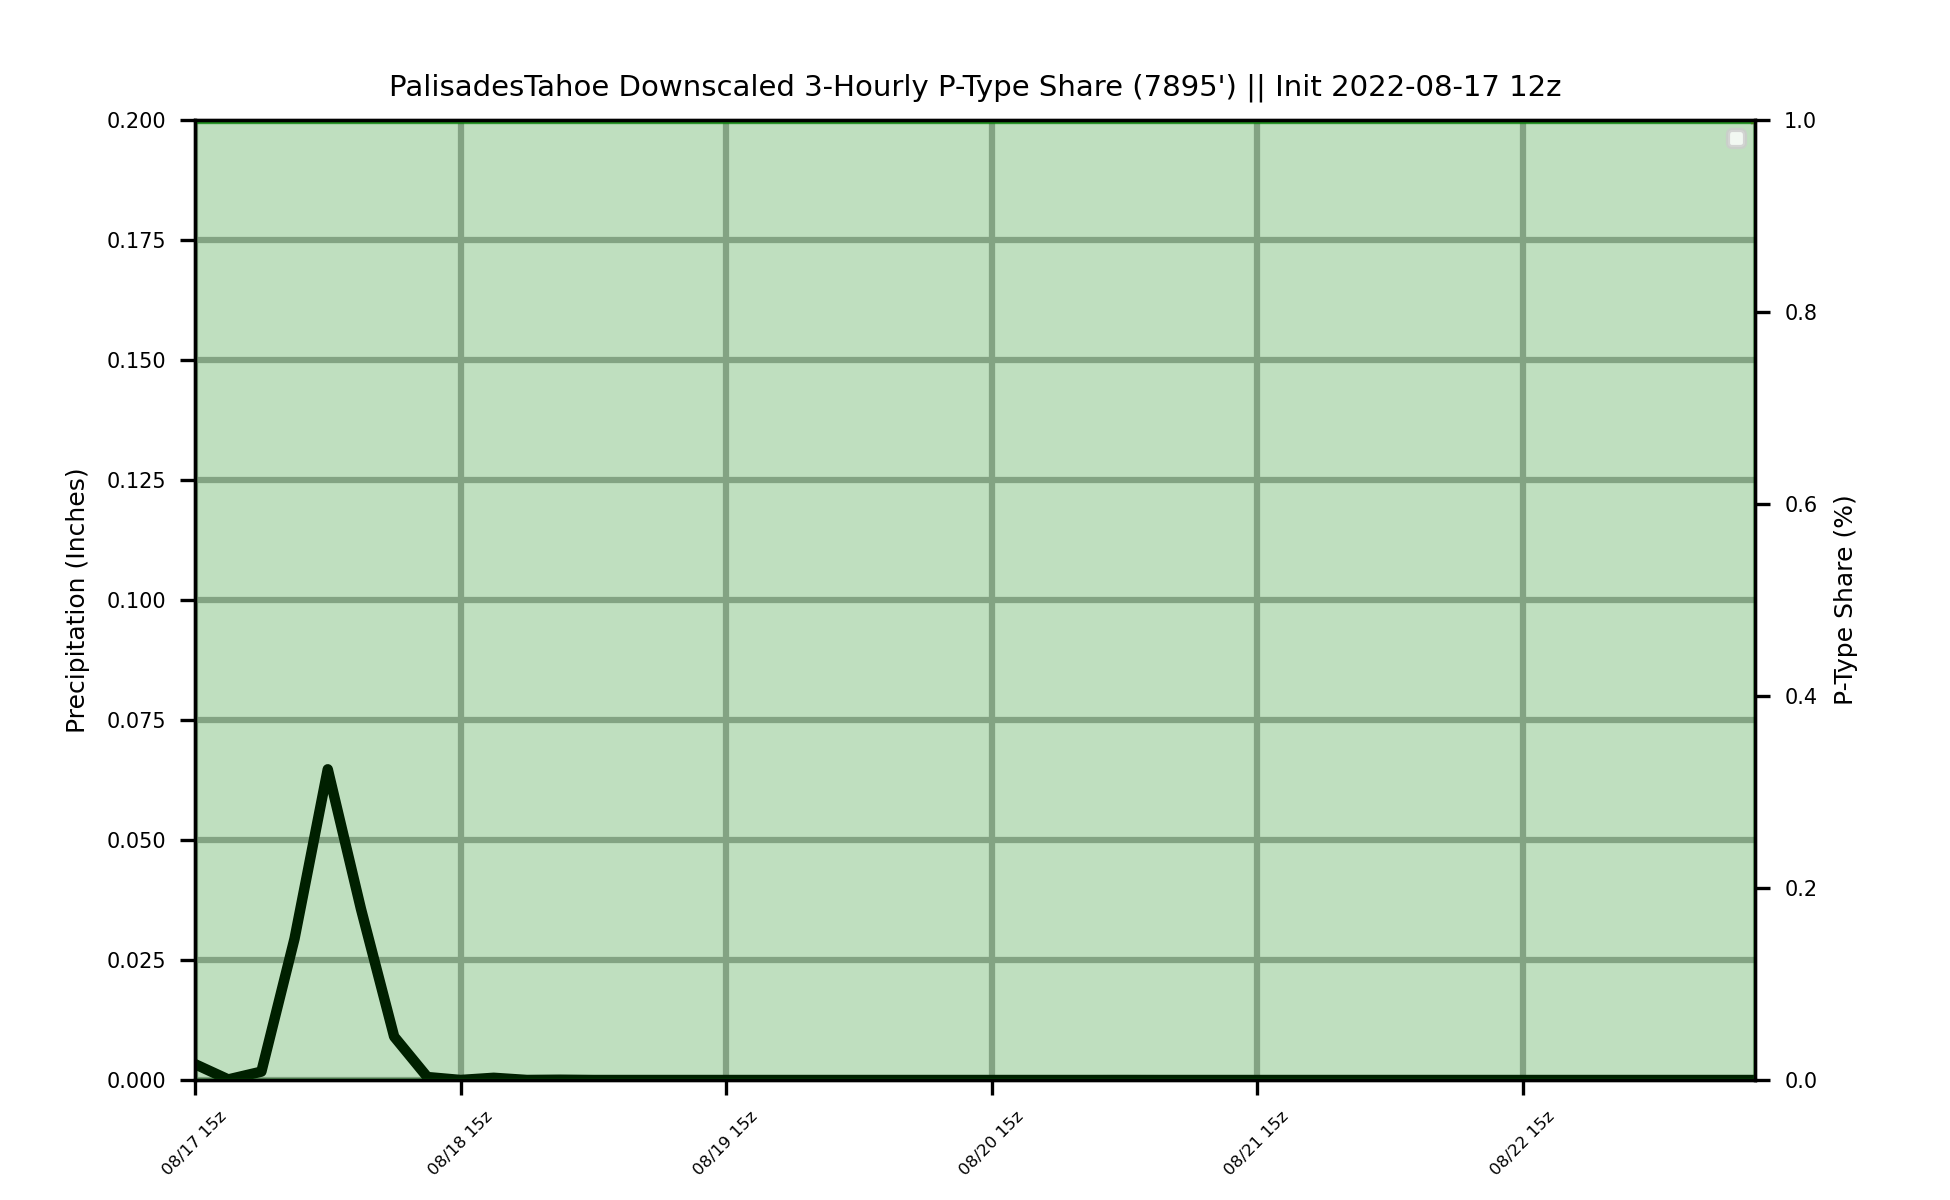 PalisadesTahoe Downscaled 3-Hourly P-Type Share (7895') || Init 2022-08-17 12z
Precipitation (Inches)
0.200
0.175
0.150
0.125
0.100
0.075
0.050
0.025
0.000
1.0
0.8
0.6
0.4
0.2
0.0
P-Type Share (%)
08/17 15z
08/18 15z
08/19 15z
08/20 15z
08/21 15z
08/22 15z